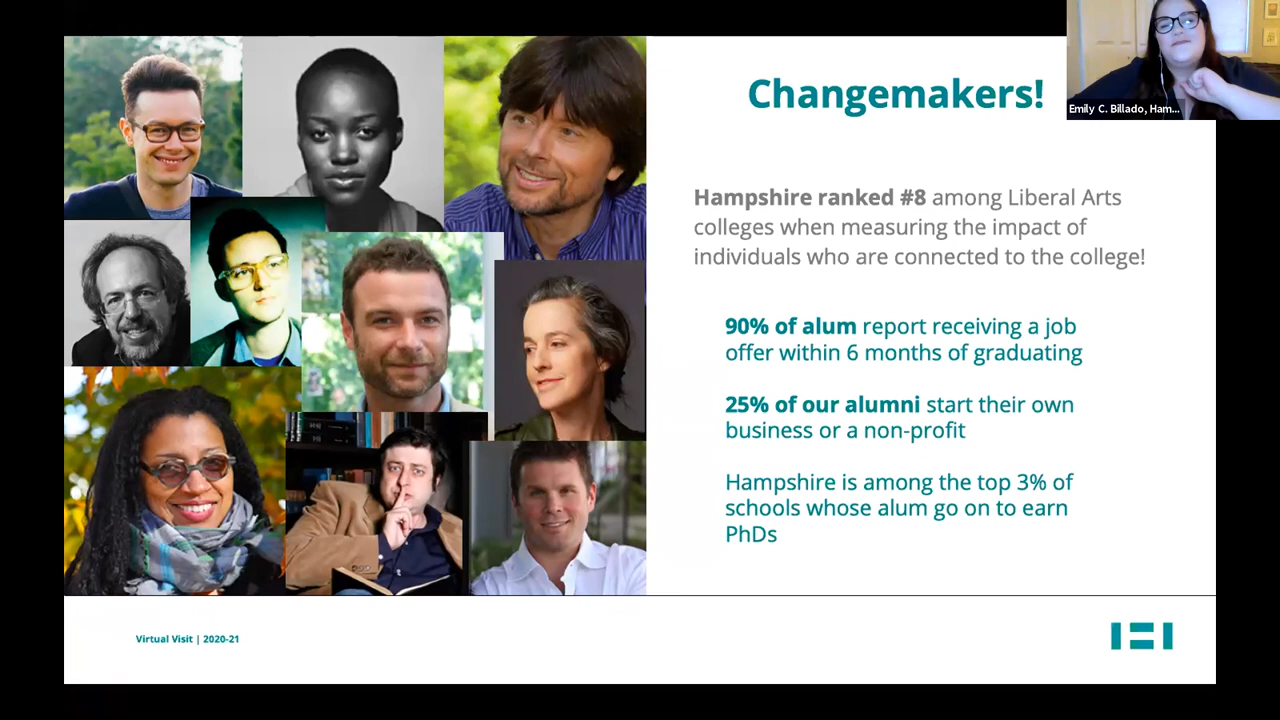 Changemakers!
Emily C. Billado, Ham...
Hampshire ranked #8 among Liberal Arts
colleges when measuring the impact of
individuals who are connected to the college!
90% of alum report receiving a job
offer within 6 months of graduating
25% of our alumni start their own
business or a non-profit
Hampshire is among the top 3% of
schools whose alum go on to earn
PhDs
Virtual Visit | 2020-21